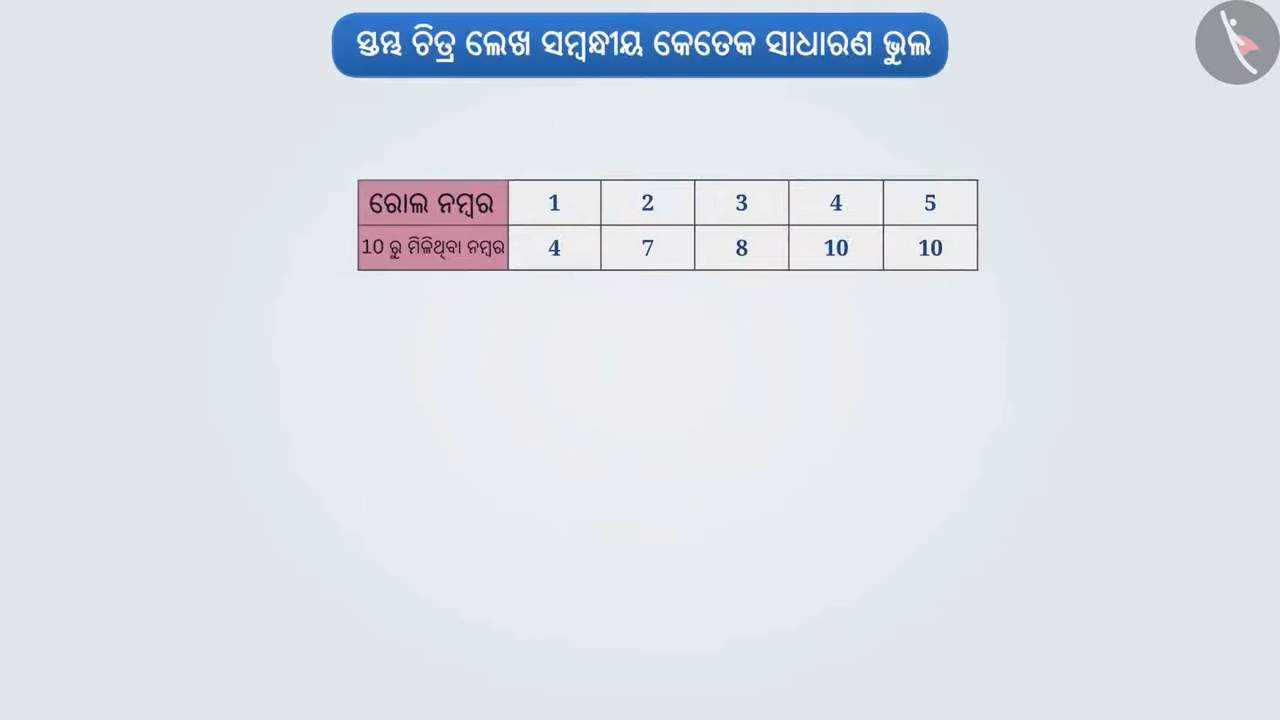 ସ୍ତମ୍ଭ ଚିତ୍ର ଲେଖ ସମ୍ବନ୍ଧୀୟ କେତେକ ସାଧାରଣ ଭୁଲ
ରୋଲ ନମ୍ବର 1 2 3 4 5
10 ରୁ ମିଳିଥିବା ନମ୍ବର 4 7 8 10 10